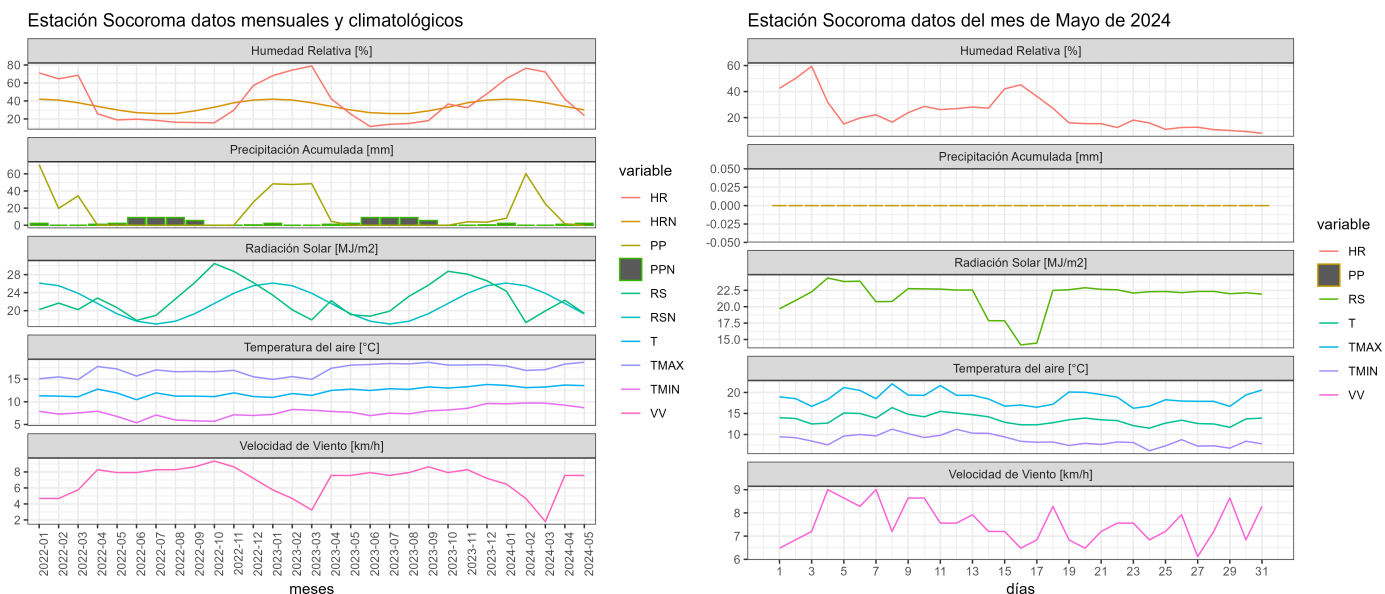 Estación Socoroma datos mensuales y climatológicos
Humedad Relativa [%]
80
60
40
20
Precipitación Acumulada [mm]
60
40
20
0
Radiación Solar [MJ/m2]
28
24
20
Temperatura del aire [°C]
15
10
5
Velocidad de Viento [km/h]
8
6
4
2
2022-01 2022-02 2022-03 2022-04 2022-05 2022-06 2022-07 2022-08 2022-09 2022-10 2022-11 2022-12 2023-01 2023-02 2023-03 2023-04 2023-05 2023-06 2023-07 2023-08 2023-09 2023-10 2023-11 2023-12 2024-01 2024-02 2024-03 2024-04 2024-05
meses
variable
HR
HRN
PP
PPN
RS
RSN
T
TMAX
TMIN
VV
Estación Socoroma datos del mes de Mayo de 2024
Humedad Relativa [%]
60
40
20
Precipitación Acumulada [mm]
0.050
0.025
0.000
-0.025
-0.050
Radiación Solar [MJ/m2]
22.5
20.0
17.5
15.0
Temperatura del aire [°C]
20
15
10
Velocidad de Viento [km/h]
9
8
7
6
1 3 5 7 9 11 13 15 17 19 21 23 25 27 29 31
días
variable
HR
PP
RS
T
TMAX
TMIN
VV